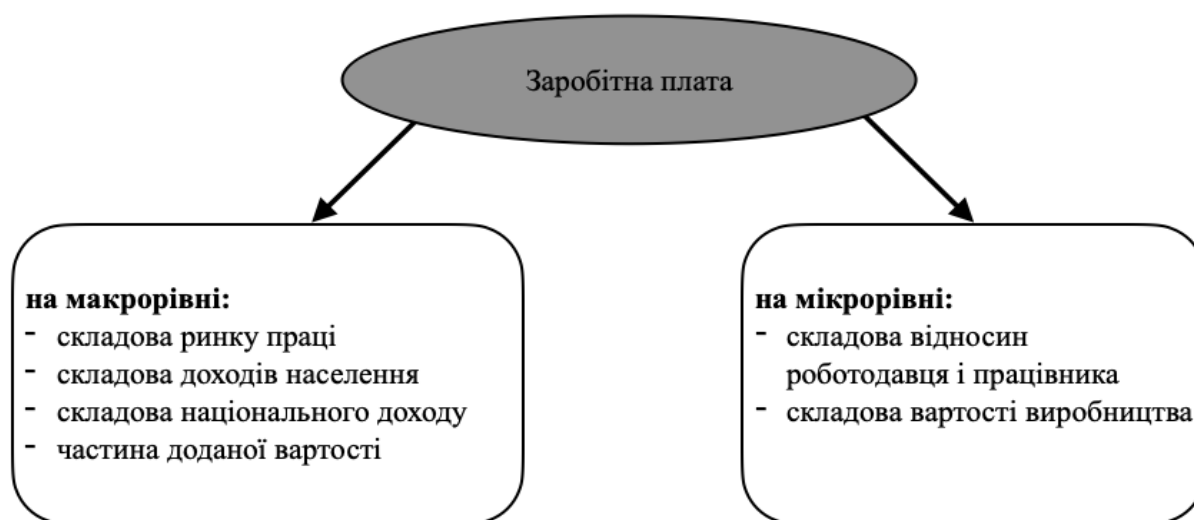 Заробітна плата
на макрорівні:
- складова ринку праці
- складова доходів населення
- складова національного доходу
- частина доданої вартості
на мікрорівні:
- складова відносин
роботодавця і працівника
- складова вартості виробництва